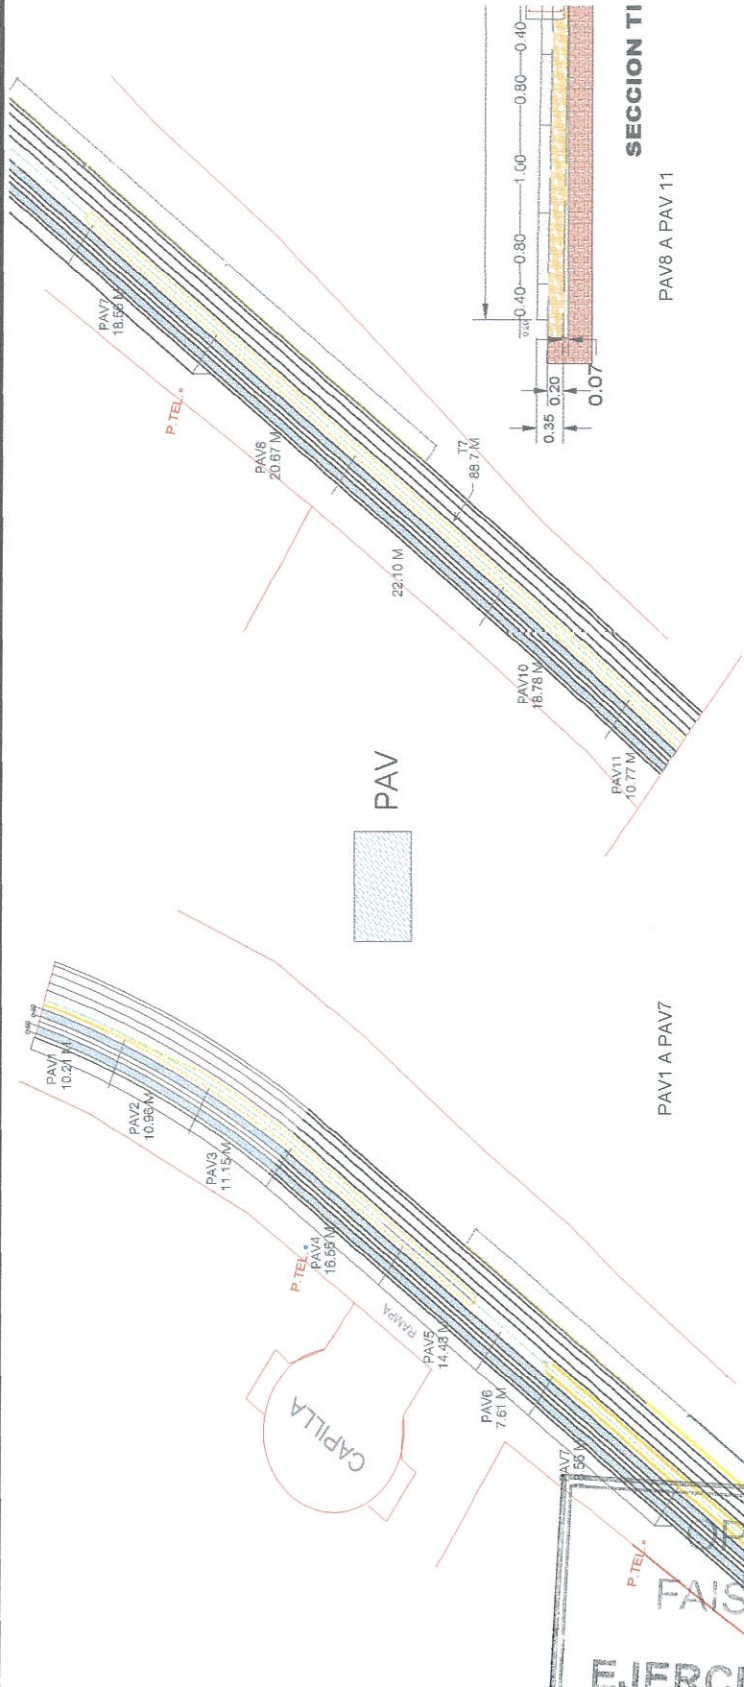 PAV1
10.21 M
PAV2
10.96 M
PAV3
11.15 M
P.TEL.
PAV4
16.56 M
RAMPA
PAV5
14.43 M
CAPILLA
PAV6
7.61 M
PAV7
P.TEL.
PAV1 A PAV7
PAV
PAV7
18.56 M
P.TEL.
PAV8
20.67 M
22.10 M
T7
88.7 M
PAV10
18.78 M
PAV11
10.77 M
0.40
0.80
1.00
0.80
0.40
0.35
0.20
0.07
SECCION TI
PAV8 A PAV 11
FAIS
EJERC